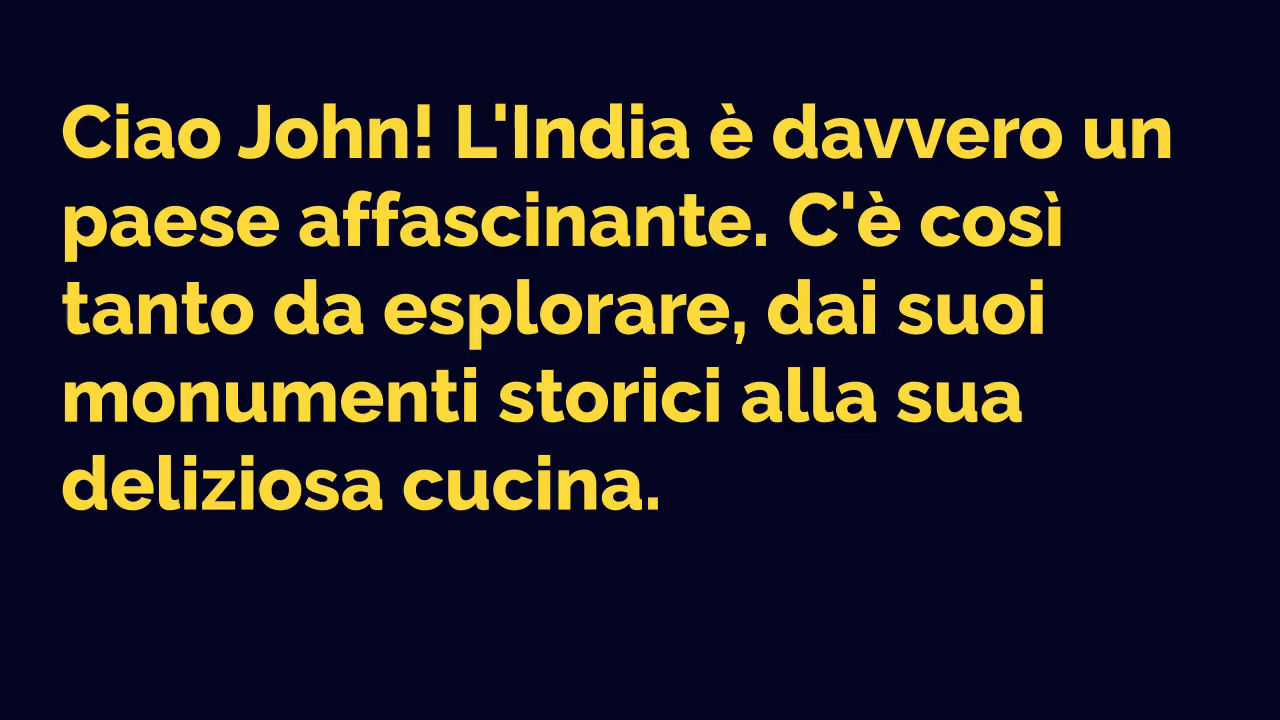 Ciao John! L'India è davvero un
paese affascinante. C'è così
tanto da esplorare, dai suoi
monumenti storici alla sua
deliziosa cucina.